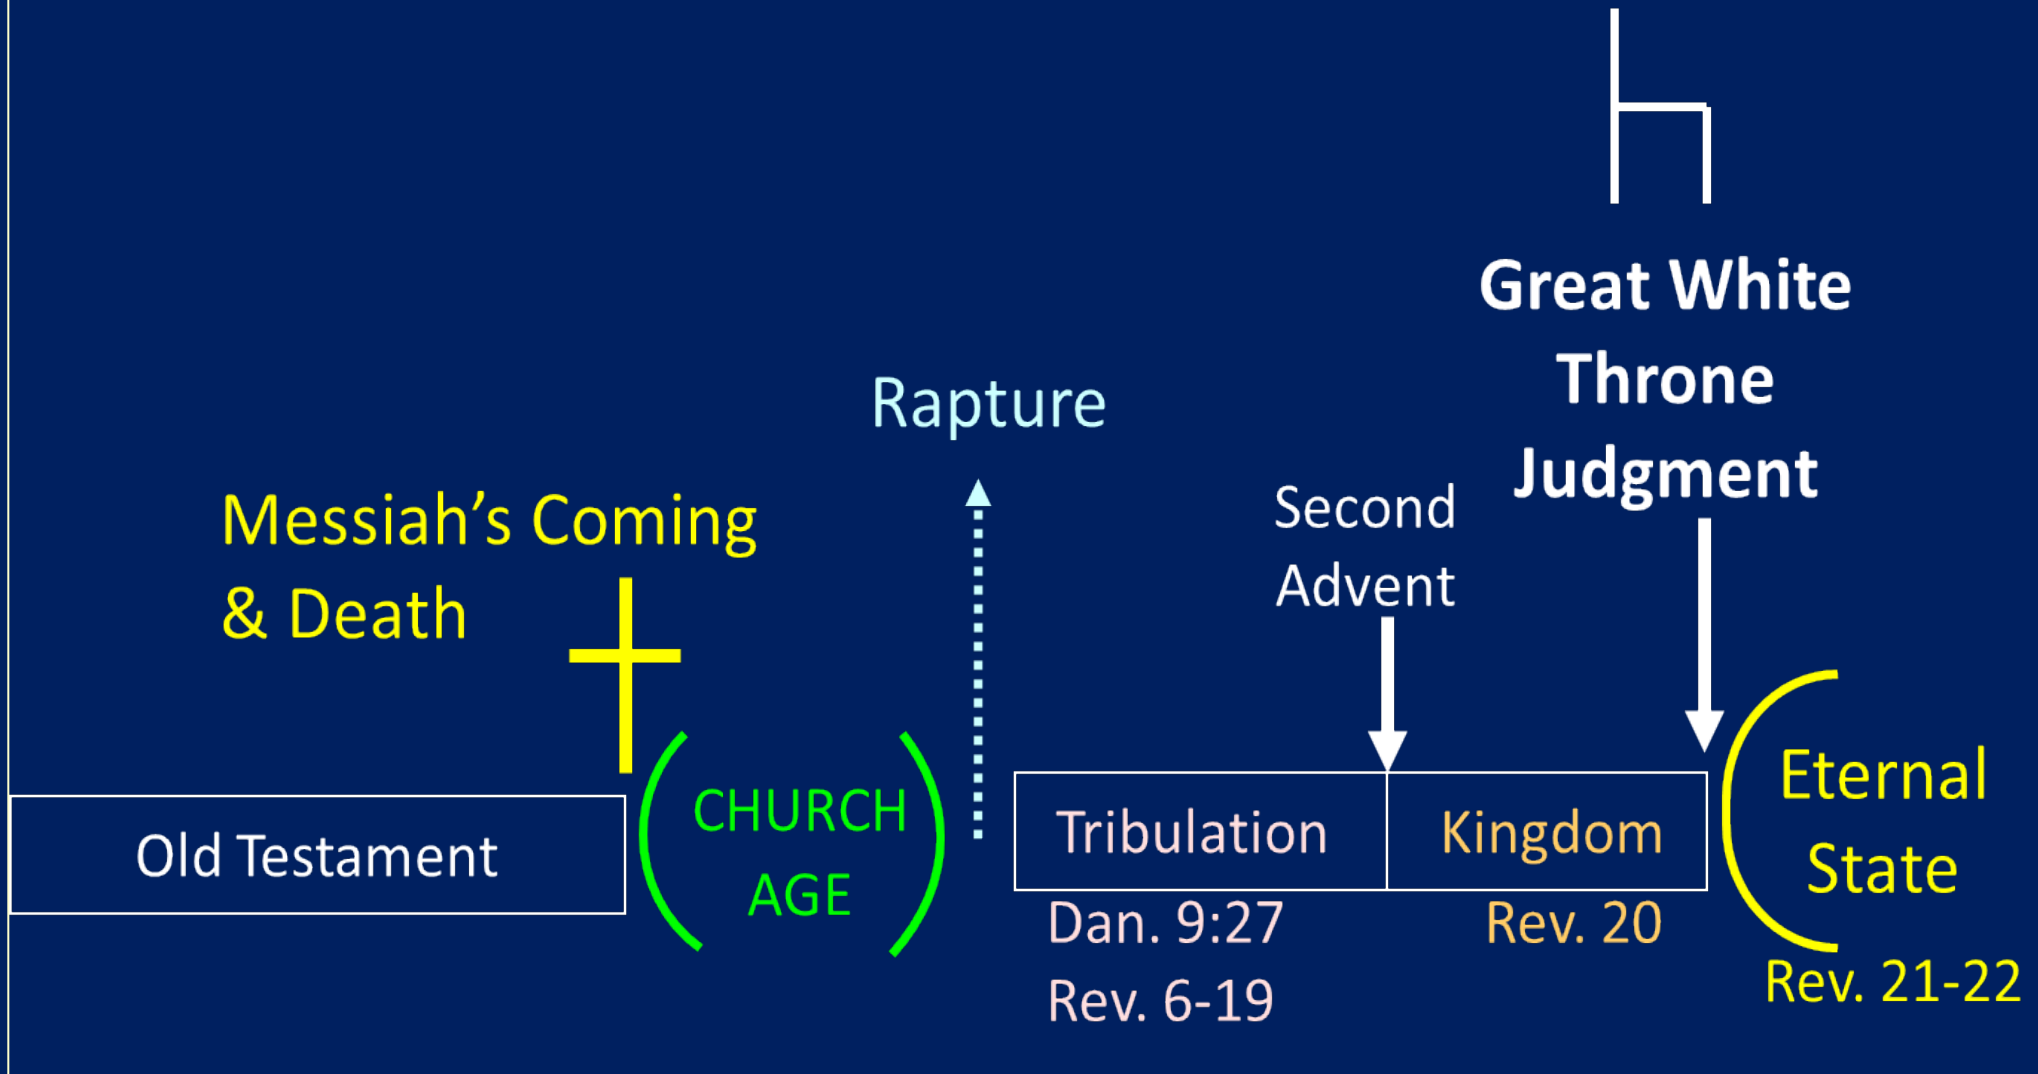 Great White
Throne
Judgment
Rapture
Second
Advent
Messiah’s Coming
& Death
Old Testament
CHURCH
AGE
Tribulation
Kingdom
Eternal
State
Dan. 9:27
Rev. 6-19
Rev. 20
Rev. 21-22